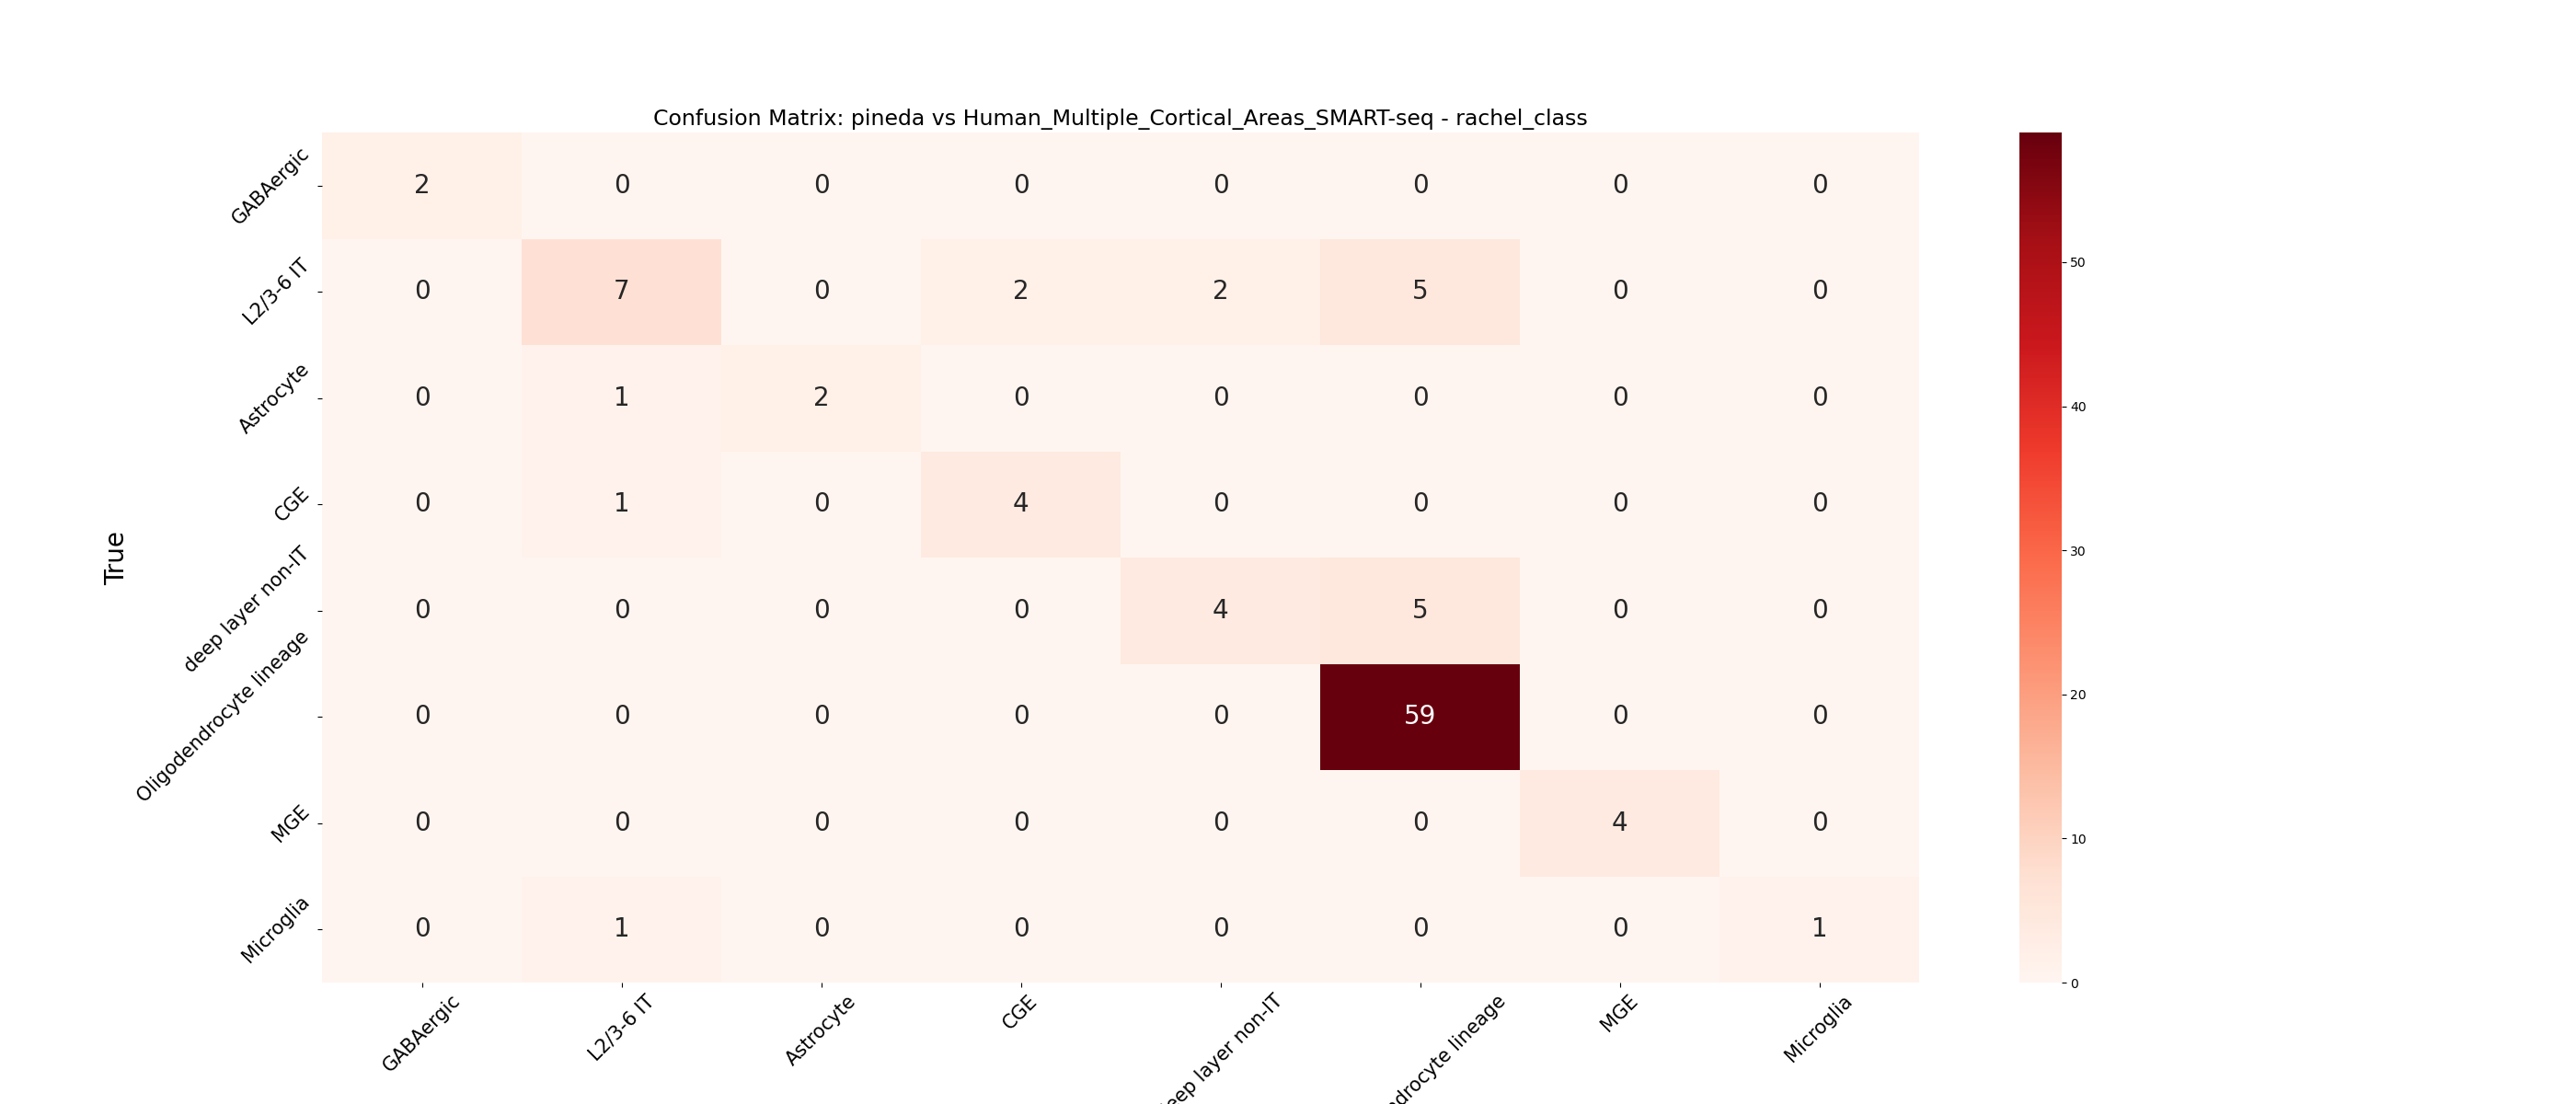 Confusion Matrix: pineda vs Human_Multiple_Cortical_Areas_SMART-seq - rachel_class
True
GABAergic 2 0 0 0 0 0 0 0
L2/3-6 IT 0 7 0 2 2 5 0 0
Astrocyte 0 1 2 0 0 0 0 0
CGE 0 1 0 4 0 0 0 0
deep layer non-IT 0 0 0 0 4 5 0 0
Oligodendrocyte lineage 0 0 0 0 0 59 0 0
MGE 0 0 0 0 0 0 4 0
Microglia 0 1 0 0 0 0 0 1
GABAergic L2/3-6 IT Astrocyte CGE layer non-IT lineage MGE Microglia
50
40
30
20
10
0